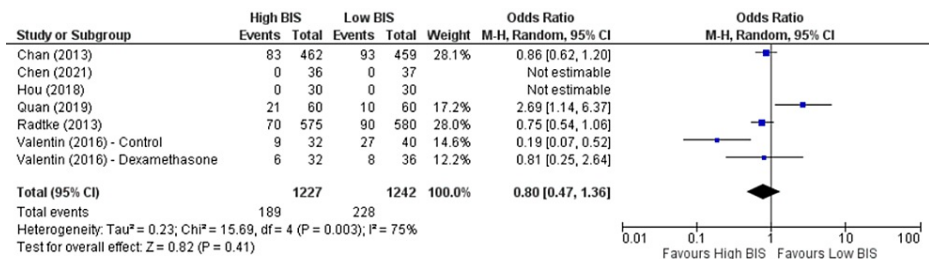 High BIS Low BIS Odds Ratio Odds Ratio
Study or Subgroup Events Total Events Total Weight M-H, Random, 95% CI M-H, Random, 95% CI
Chan (2013) 83 462 93 459 28.1% 0.86 [0.62, 1.20]
Chen (2021) 0 36 0 37 Not estimable
Hou (2018) 0 30 0 30 Not estimable
Quan (2019) 21 60 10 60 17.2% 2.69 [1.14, 6.37]
Radtke (2013) 70 575 90 580 28.0% 0.75 [0.54, 1.06]
Valentin (2016) - Control 9 32 27 40 14.6% 0.19 [0.07, 0.52]
Valentin (2016) - Dexamethasone 6 32 8 36 12.2% 0.81 [0.25, 2.64]
Total (95% CI) 1227 1242 100.0% 0.80 [0.47, 1.36]
Total events 189 228
Heterogeneity: Tau² = 0.23; Chi² = 15.69, df = 4 (P = 0.003); I² = 75%
Test for overall effect: Z = 0.82 (P = 0.41)
0.01 0.1 1 10 100
Favours High BIS Favours Low BIS